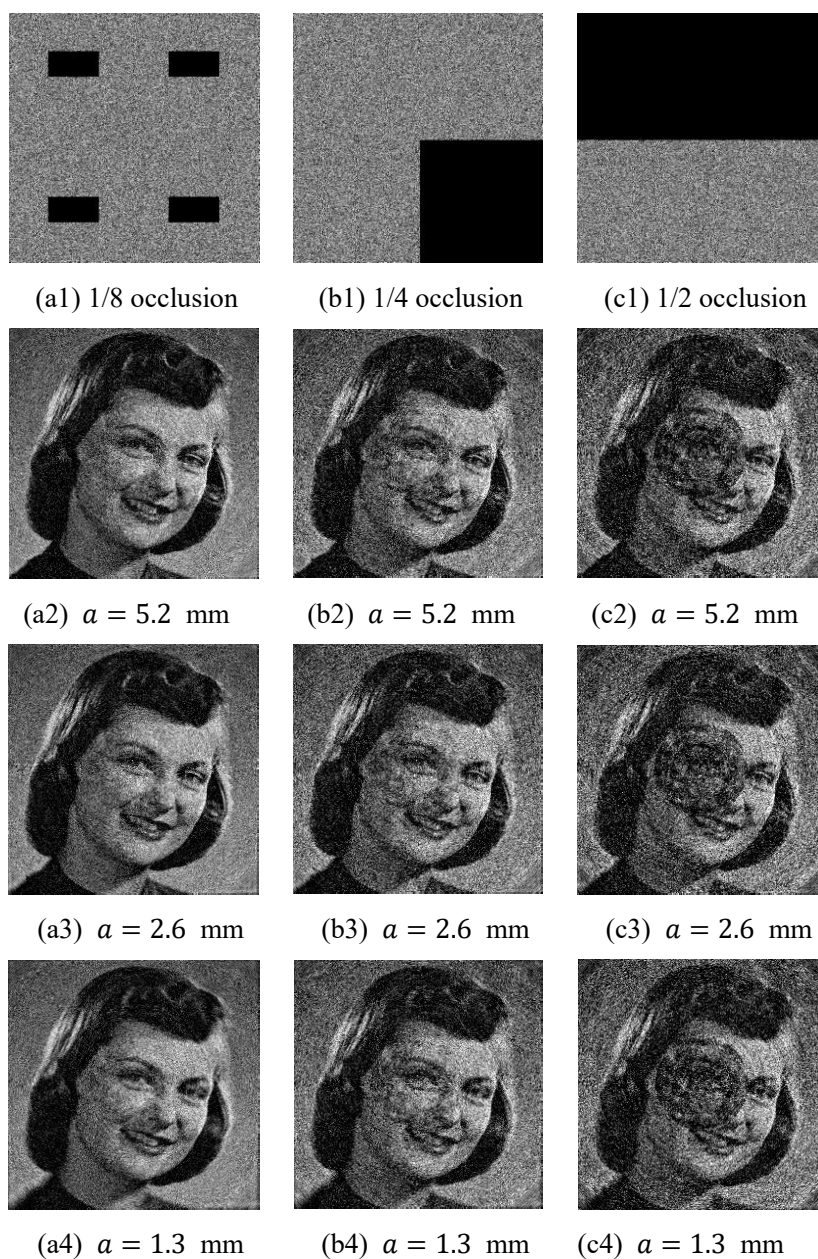 (a1) 1/8 occlusion (b1) 1/4 occlusion (c1) 1/2 occlusion
(a2) a = 5.2 mm (b2) a = 5.2 mm (c2) a = 5.2 mm
(a3) a = 2.6 mm (b3) a = 2.6 mm (c3) a = 2.6 mm
(a4) a = 1.3 mm (b4) a = 1.3 mm (c4) a = 1.3 mm